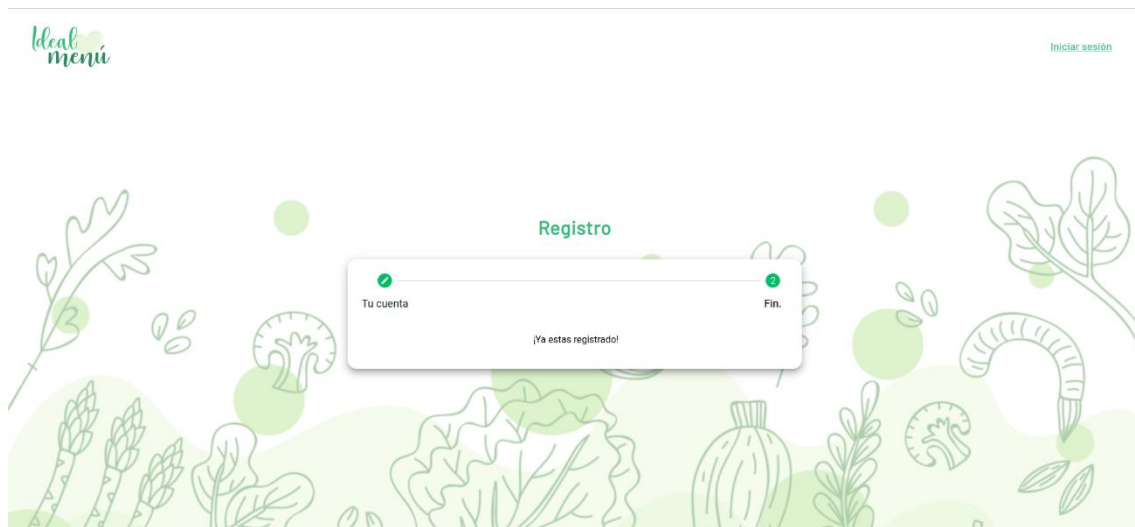 Ideal
menú
Iniciar sesión
Registro
2
Tu cuenta
Fin.
¡Ya estas registrado!